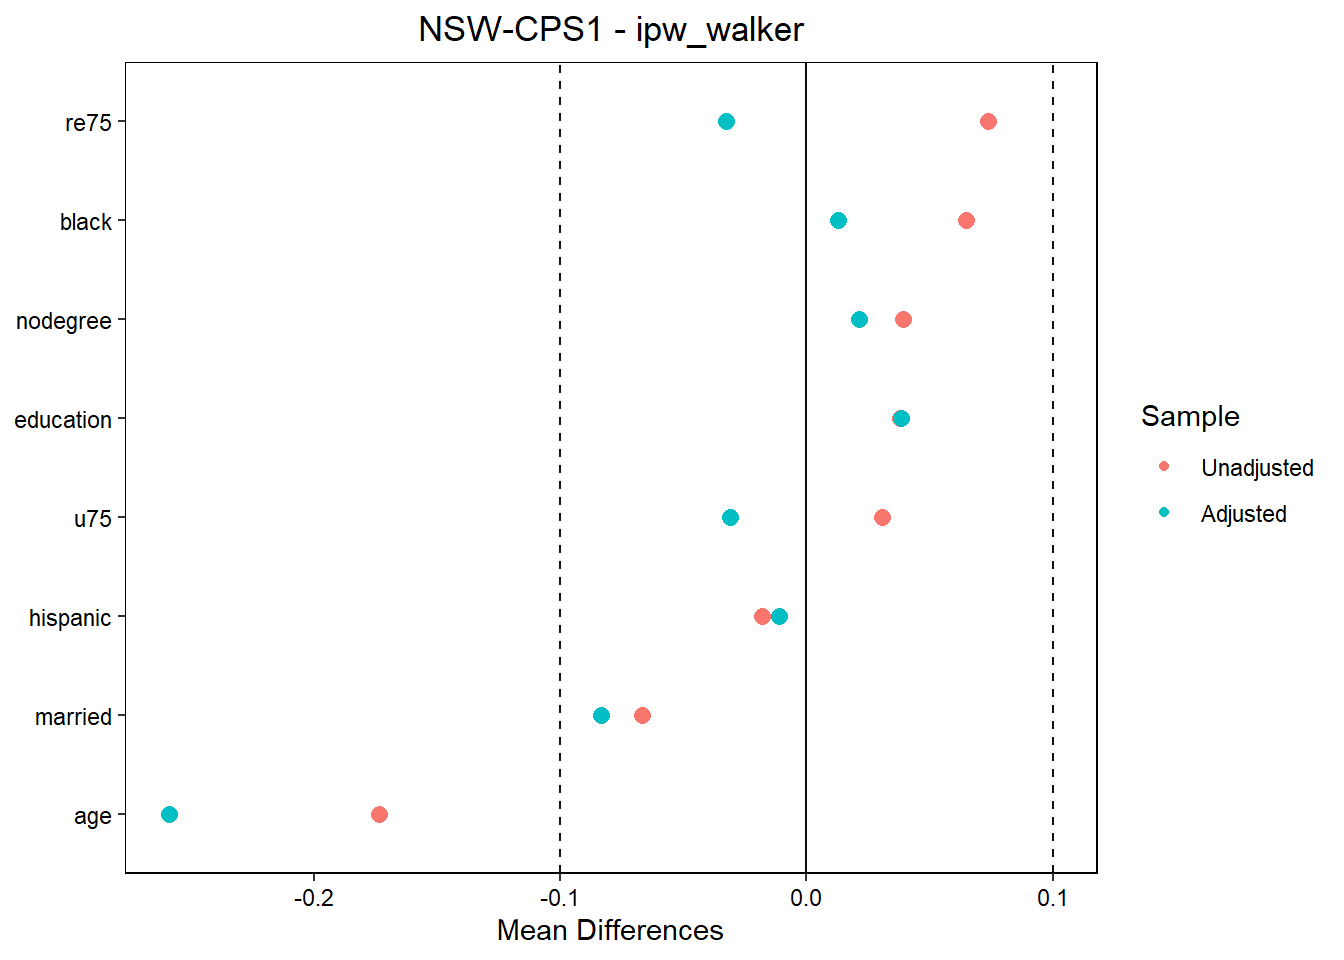 NSW-CPS1 - ipw_walker
re75
black
nodegree
education
u75
hispanic
married
age
-0.2
-0.1
0.0
0.1
Mean Differences
Sample
Unadjusted
Adjusted